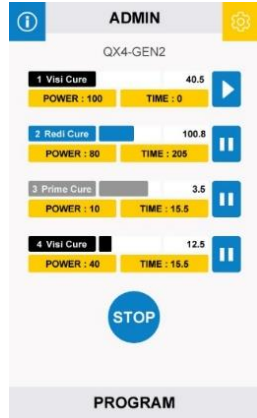 ADMIN
QX4-GEN2
1 Visi Cure 40.5
POWER : 100 TIME : 0
2 Redi Cure 100.8
POWER : 80 TIME : 205
3 Prime Cure 3.5
POWER : 10 TIME : 15.5
4 Visi Cure 12.5
POWER : 40 TIME : 15.5
STOP
PROGRAM